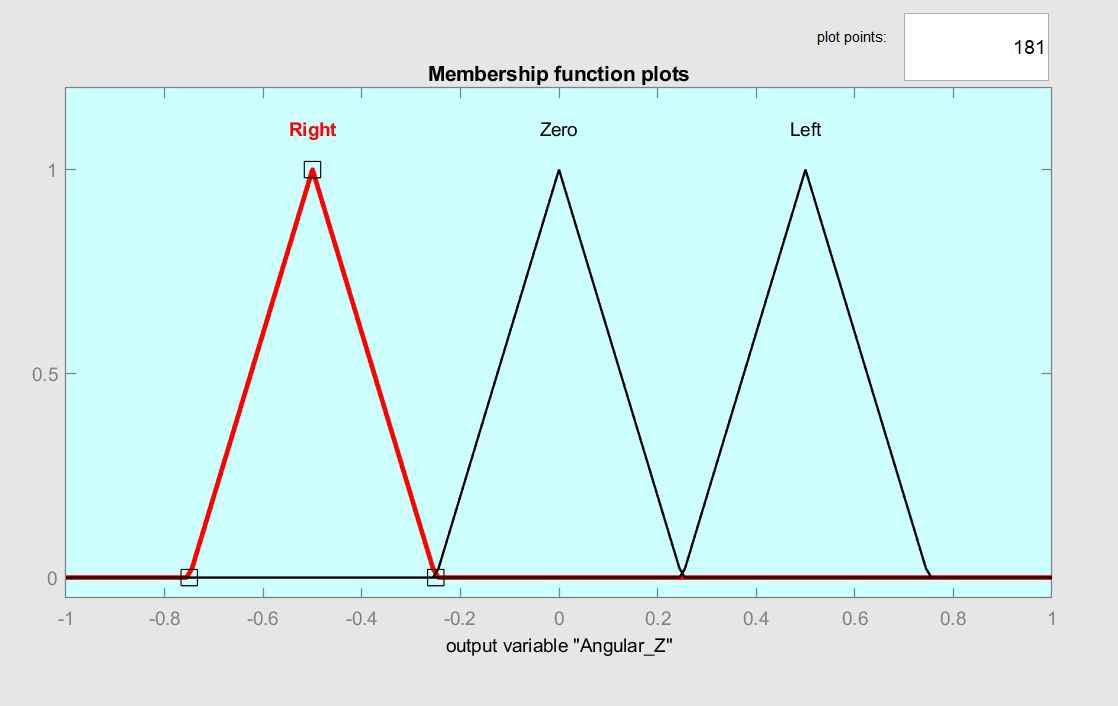 plot points:
181
Membership function plots
Right Zero Left
1
0.5
0
-1 -0.8 -0.6 -0.4 -0.2 0 0.2 0.4 0.6 0.8 1
output variable "Angular_Z"